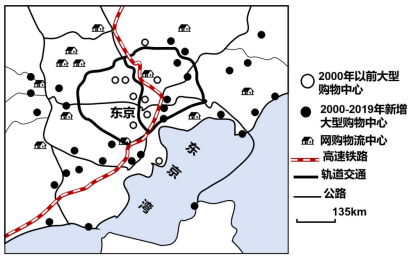 东京
东
京
湾
2000年以前大型
购物中心
2000-2019年新增
大型购物中心
网购物流中心
高速铁路
轨道交通
公路
135km